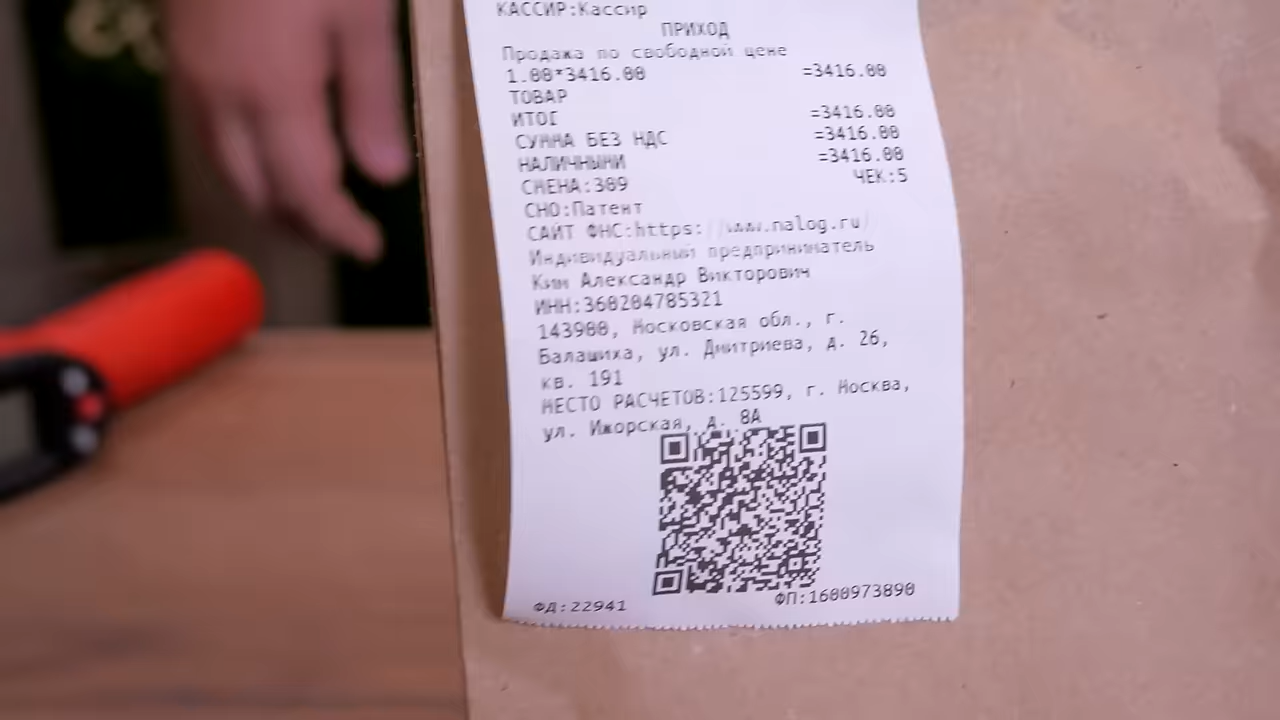 КАССИР:Кассир
ПРИХОД
Продажа по свободной цене
1.00*3416.00 =3416.00
ТОВАР
ИТОГ =3416.00
СУММА БЕЗ НДС =3416.00
НАЛИЧНЫМИ =3416.00
СМЕНА:309 ЧЕК:5
СНО:Патент
САЙТ ФНС:https://www.nalog.ru/
Индивидуальный предприниматель
Ким Александр Викторович
ИНН:360204785321
143900, Московская обл., г.
Балашиха, ул. Дмитриева, д. 26,
кв. 191
МЕСТО РАСЧЕТОВ:125599, г. Москва,
ул. Ижорская, д. 8А
ФД:22941 ФП:1600973890